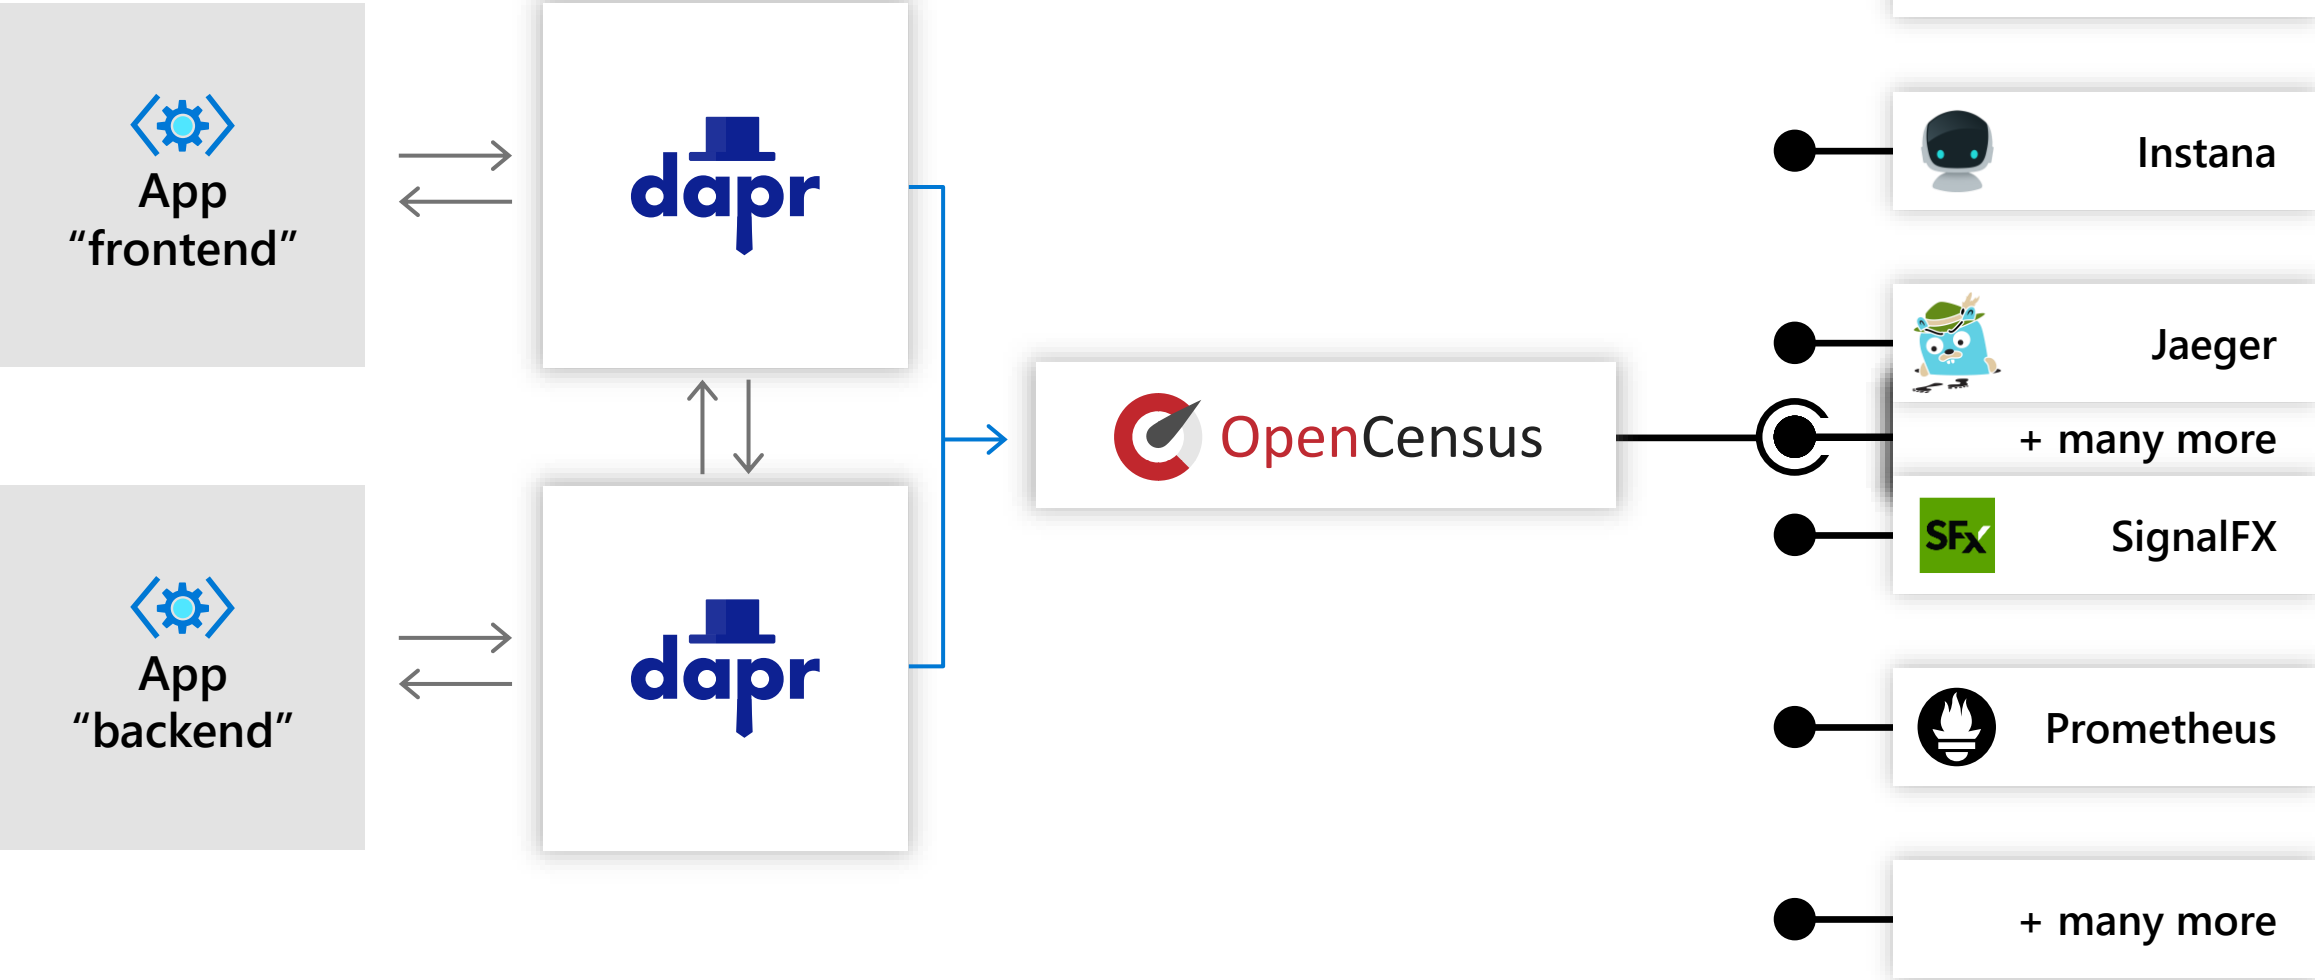 App
“frontend”
dapr
Instana
Jaeger
OpenCensus
+ many more
SFx
SignalFX
App
“backend”
dapr
Prometheus
+ many more